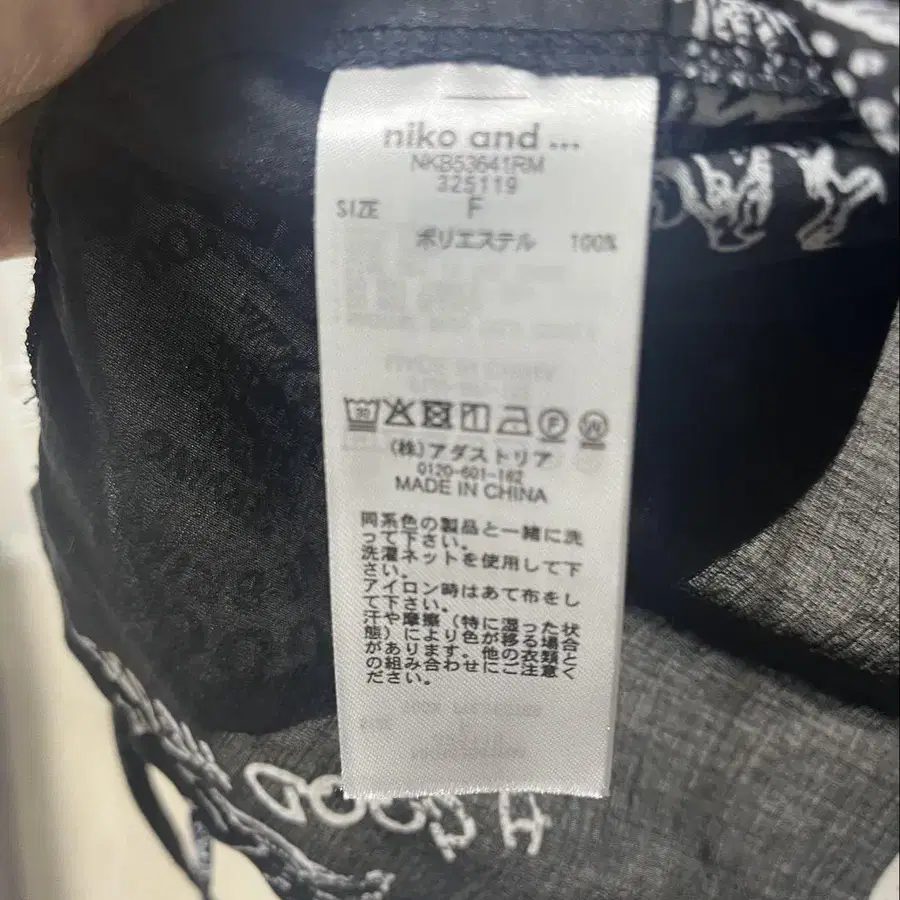 niko and ...
NKB53641RM
325119
SIZE F
ポリエステル 100%
30
F
W
(株)アダストリア
0120-601-162
MADE IN CHINA
同系色の製品と一緒に洗
って下さい。
洗濯ネットを使用して下
さい。
アイロン時はあて布をし
て下さい。
汗や摩擦(特に湿った状
態)により色が移る場合
があります。他の衣類と
の組み合わせにご注意く
ださい。